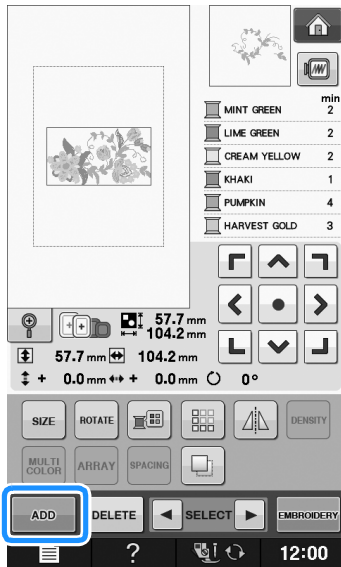 min
MINT GREEN 2
LIME GREEN 2
CREAM YELLOW 2
KHAKI 1
PUMPKIN 4
HARVEST GOLD 3
57.7 mm
104.2 mm
57.7 mm 104.2 mm
+ 0.0 mm + 0.0 mm 0°
SIZE ROTATE DENSITY
MULTI COLOR ARRAY SPACING
ADD DELETE SELECT EMBROIDERY
? 12:00